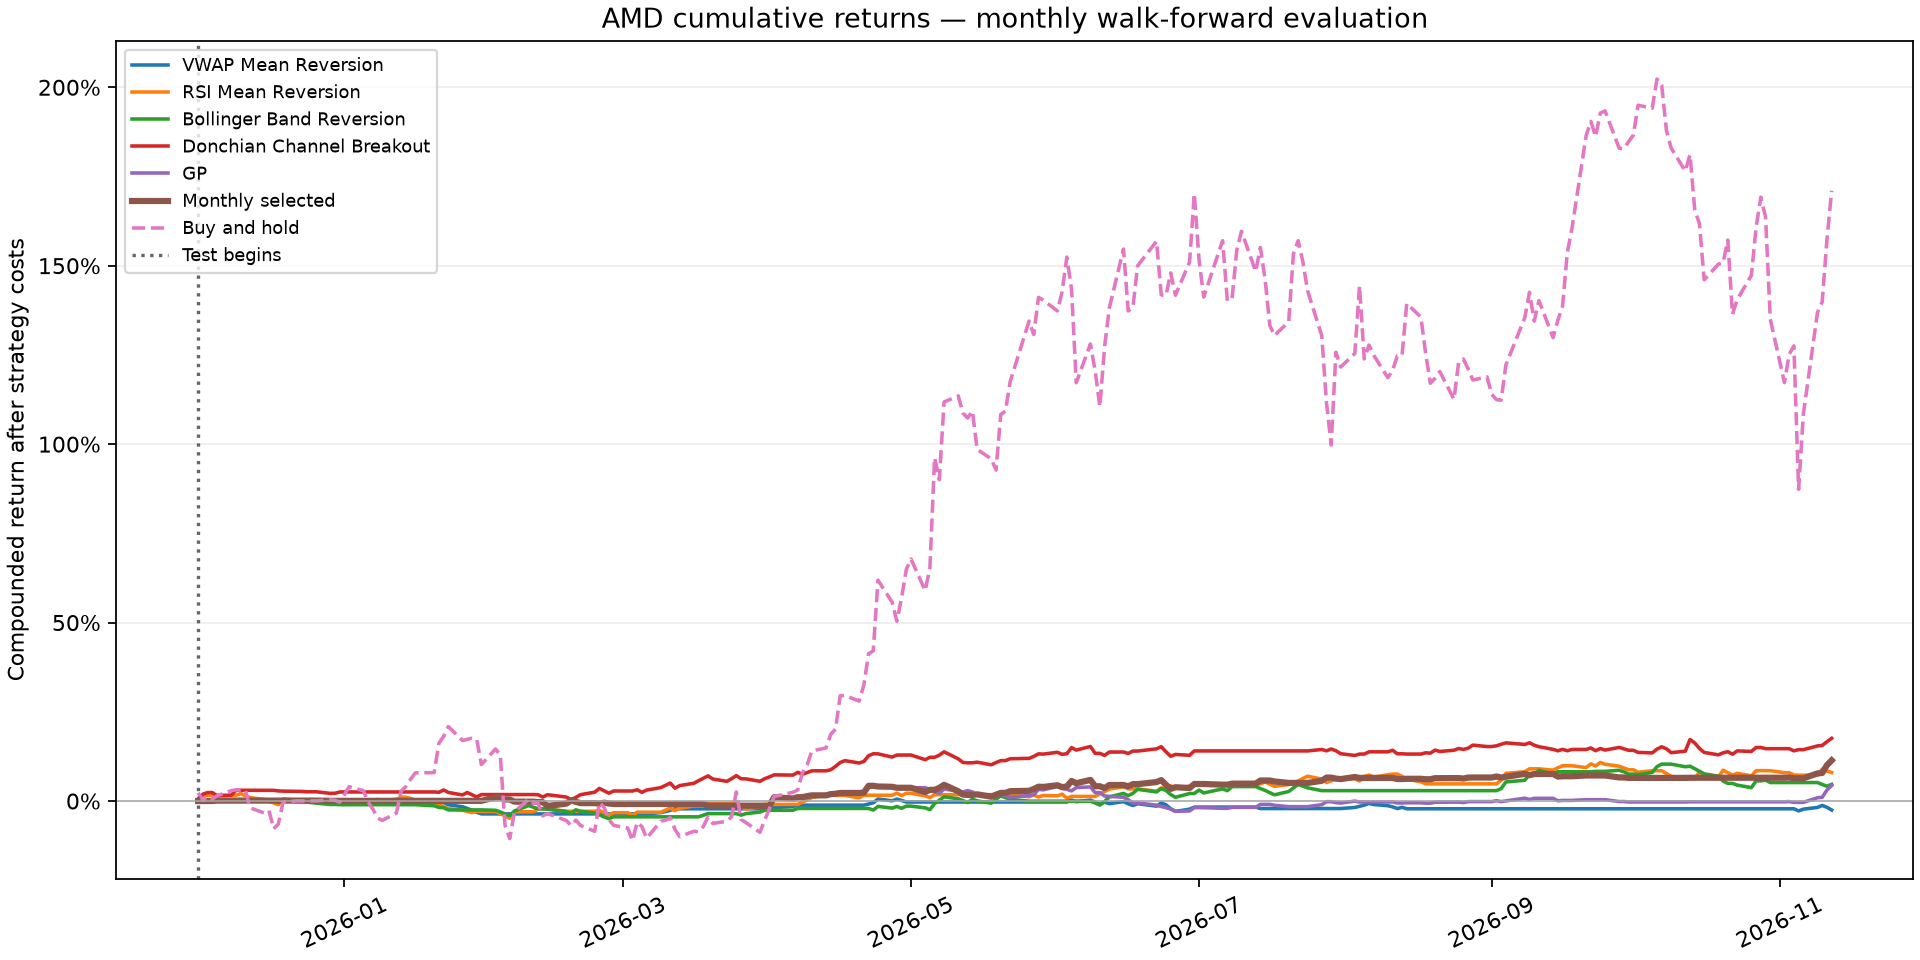 AMD cumulative returns — monthly walk-forward evaluation
Compounded return after strategy costs
200%
150%
100%
50%
0%
VWAP Mean Reversion
RSI Mean Reversion
Bollinger Band Reversion
Donchian Channel Breakout
GP
Monthly selected
Buy and hold
Test begins
2026-01
2026-03
2026-05
2026-07
2026-09
2026-11